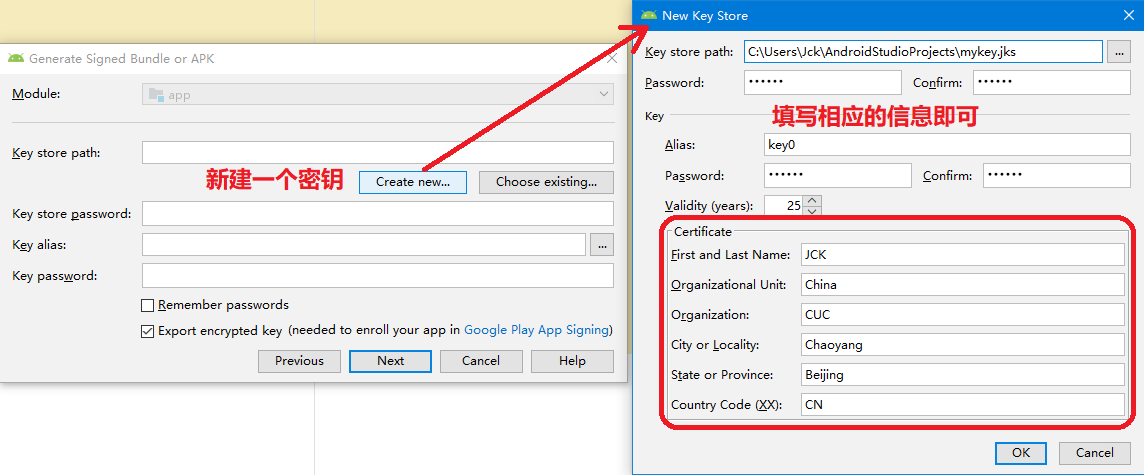 Generate Signed Bundle or APK
Module:
app
Key store path:
新建一个密钥
Create new...
Choose existing...
Key store password:
Key alias:
...
Key password:
Remember passwords
Export encrypted key (needed to enroll your app in Google Play App Signing)
Previous
Next
Cancel
Help
New Key Store
Key store path:
C:\Users\Jck\AndroidStudioProjects\mykey.jks
...
Password:
••••••
Confirm:
••••••
Key
填写相应的信息即可
Alias:
key0
Password:
••••••
Confirm:
••••••
Validity (years):
25
Certificate
First and Last Name:
JCK
Organizational Unit:
China
Organization:
CUC
City or Locality:
Chaoyang
State or Province:
Beijing
Country Code (XX):
CN
OK
Cancel